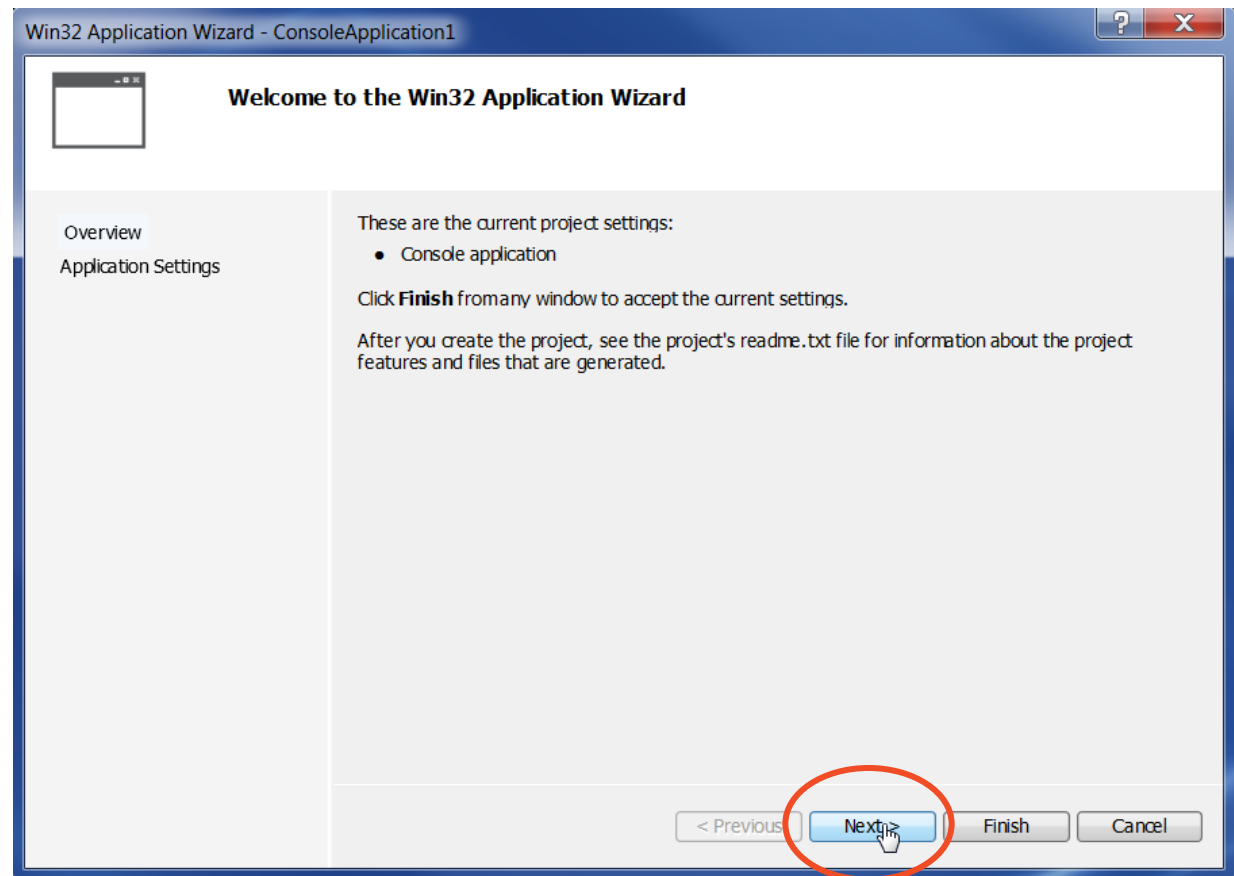 Win32 Application Wizard - ConsoleApplication1
Welcome to the Win32 Application Wizard
Overview
Application Settings
These are the current project settings:
• Console application
Click Finish fromany window to accept the current settings.
After you create the project, see the project's readme.txt file for information about the project
features and files that are generated.
< Previous Next > Finish Cancel